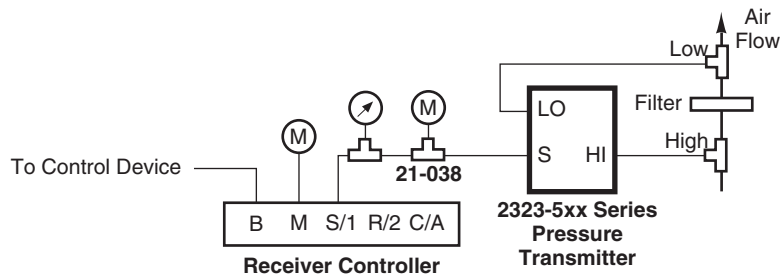 Air
Flow
Low
Filter
LO
M
M
S HI
High
21-038
To Control Device
2323-5xx Series
Pressure
Transmitter
B M S/1 R/2 C/A
Receiver Controller